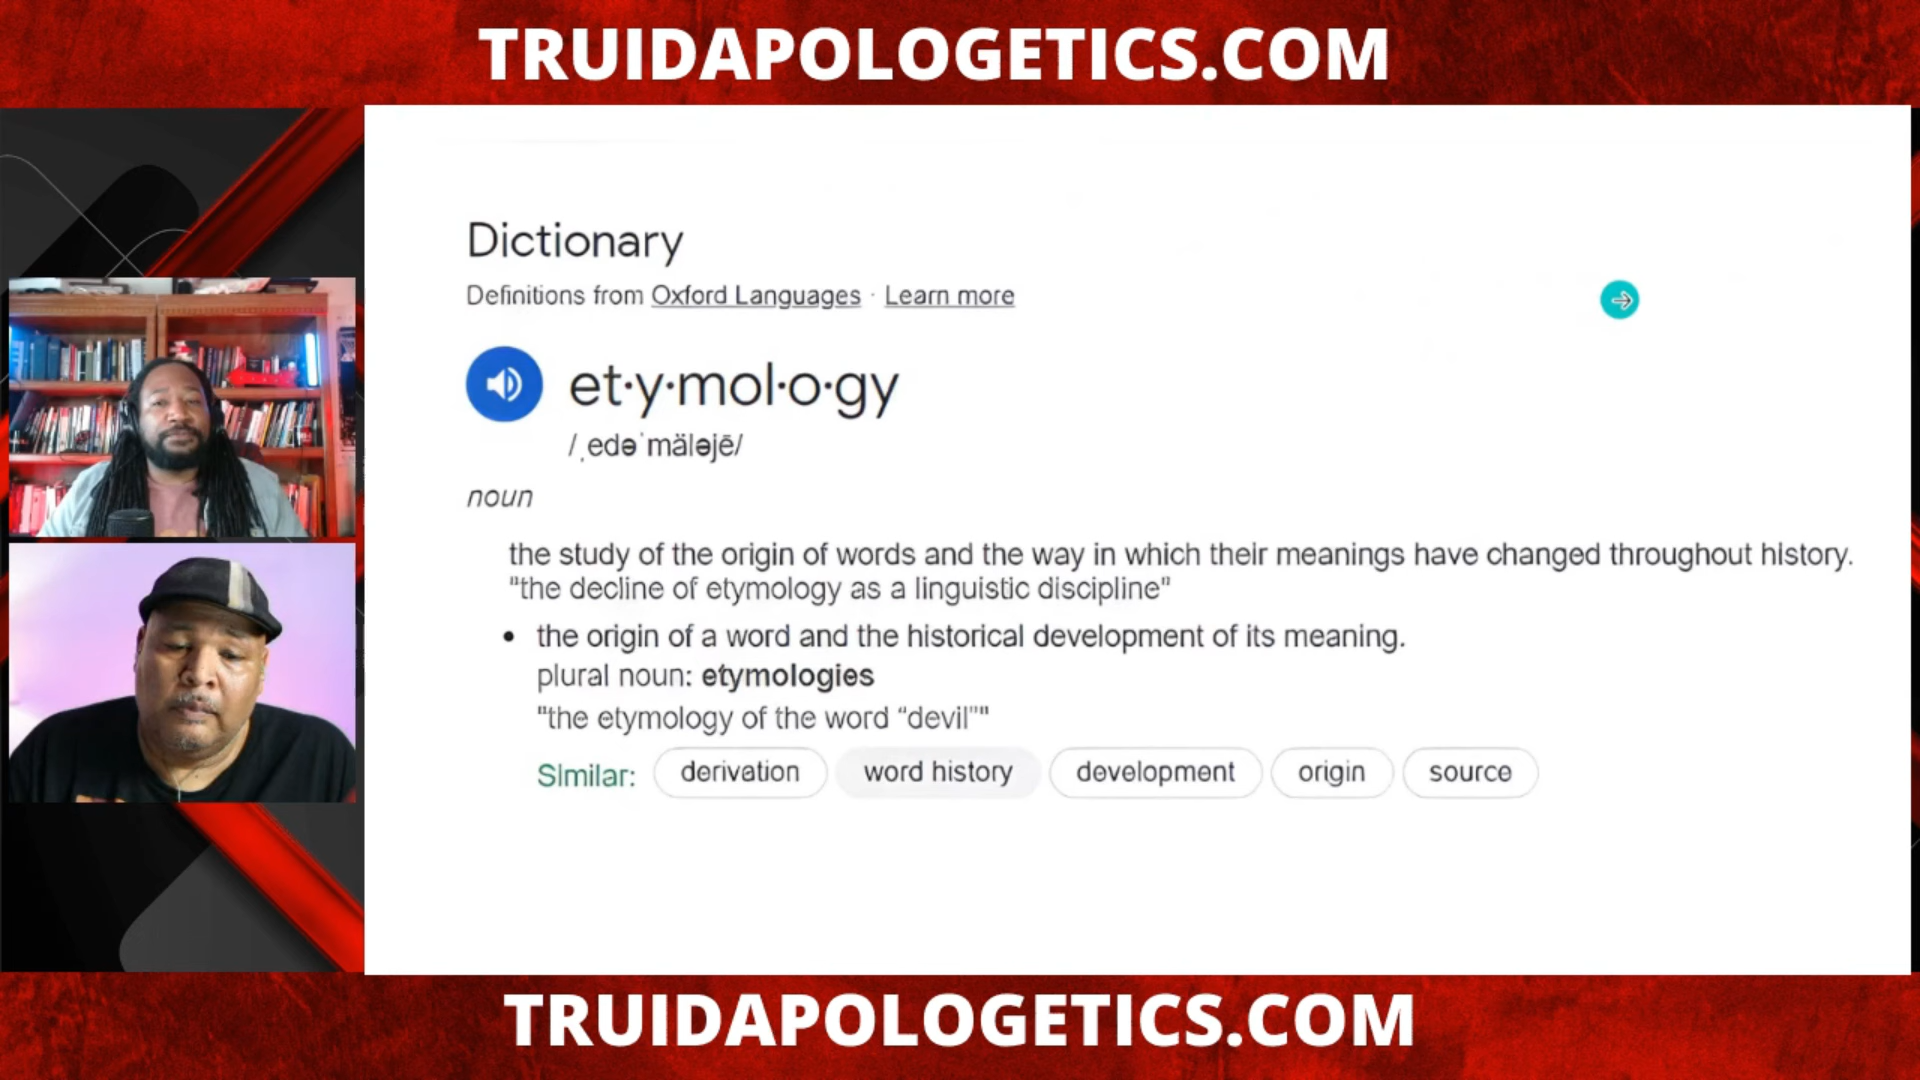 TRUIDAPOLOGETICS.COM
Dictionary
Definitions from Oxford Languages · Learn more
et·y·mol·o·gy
/ˌedəˈmäləjē/
noun
the study of the origin of words and the way in which their meanings have changed throughout history.
"the decline of etymology as a linguistic discipline"
• the origin of a word and the historical development of its meaning.
plural noun: etymologies
"the etymology of the word “devil”"
Similar: derivation word history development origin source
TRUIDAPOLOGETICS.COM